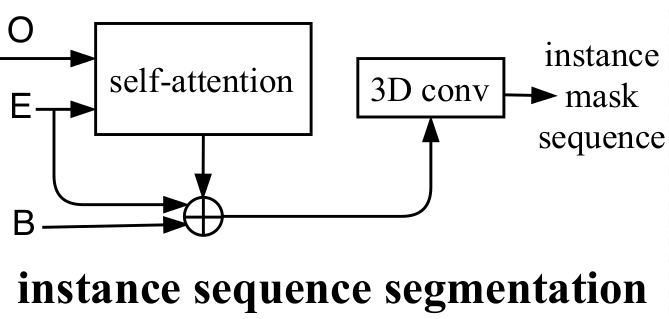 O
self-attention
E
B
3D conv
instance
mask
sequence
instance sequence segmentation